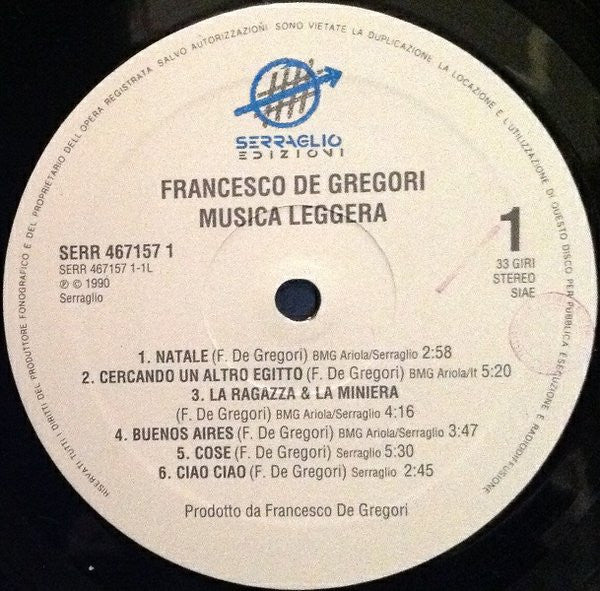 RISERVATI TUTTI I DIRITTI DEL PRODUTTORE FONOGRAFICO E DEL PROPRIETARIO DELL'OPERA REGISTRATA SALVO AUTORIZZAZIONI SONO VIETATE LA DUPLICAZIONE, LA LOCAZIONE E L'UTILIZZAZIONE DI QUESTO DISCO PER PUBBLICA ESECUZIONE E RADIODIFFUSIONE
SERRAGLIO
EDIZIONI
FRANCESCO DE GREGORI
MUSICA LEGGERA
SERR 467157 1
SERR 467157 1-1L
℗ © 1990
Serraglio
1
33 GIRI
STEREO
SIAE
1. NATALE (F. De Gregori) BMG Ariola/Serraglio 2:58
2. CERCANDO UN ALTRO EGITTO (F. De Gregori) BMG Ariola/It 5:20
3. LA RAGAZZA & LA MINIERA
(F. De Gregori) BMG Ariola/Serraglio 4:16
4. BUENOS AIRES (F. De Gregori) BMG Ariola/Serraglio 3:47
5. COSE (F. De Gregori) Serraglio 5:30
6. CIAO CIAO (F. De Gregori) Serraglio 2:45
Prodotto da Francesco De Gregori